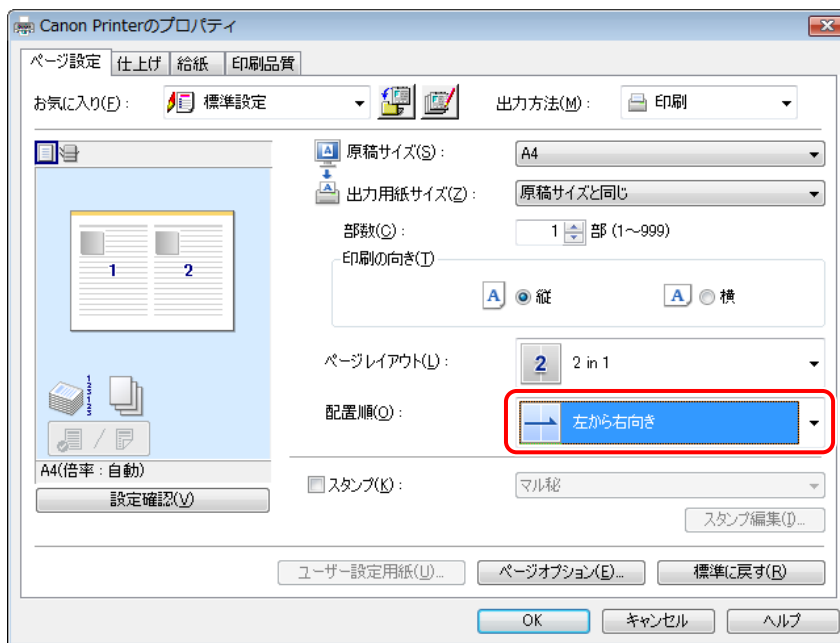 Canon Printerのプロパティ
ページ設定 仕上げ 給紙 印刷品質
お気に入り(F): 標準設定 出力方法(M): 印刷
原稿サイズ(S): A4
出力用紙サイズ(Z): 原稿サイズと同じ
部数(C): 1 部 (1～999)
印刷の向き(T)
A 縦 A 横
1 2
ページレイアウト(L): 2 2 in 1
配置順(O): 左から右向き
A4(倍率：自動)
設定確認(V)
スタンプ(K): マル秘
スタンプ編集(I)...
ユーザー設定用紙(U)... ページオプション(E)... 標準に戻す(R)
OK キャンセル ヘルプ